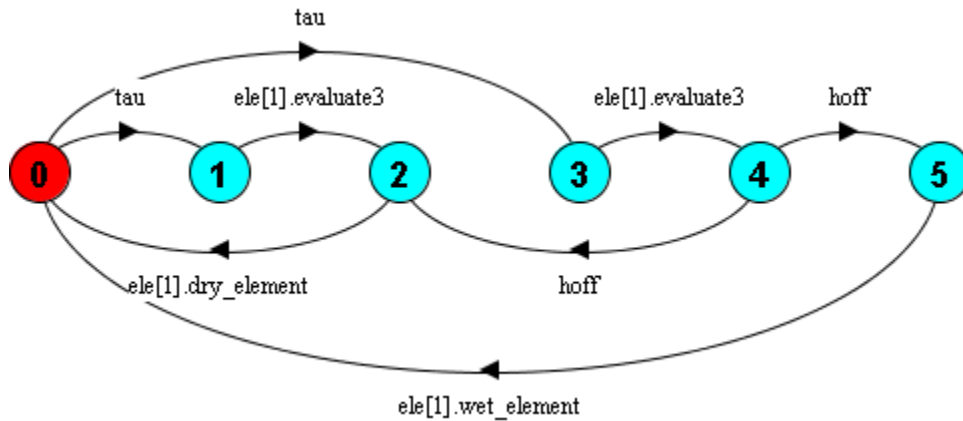 tau
tau
ele[1].evaluate3
ele[1].evaluate3
hoff
0
1
2
3
4
5
ele[1].dry_element
hoff
ele[1].wet_element